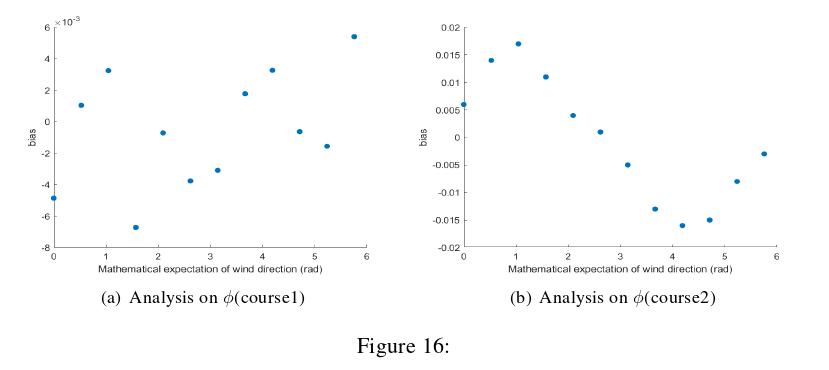 ×10⁻³
6
4
2
0
-2
-4
-6
-8
bias
0 1 2 3 4 5 6
Mathematical expectation of wind direction (rad)
(a) Analysis on ϕ(course1)
0.02
0.015
0.01
0.005
0
-0.005
-0.01
-0.015
-0.02
bias
0 1 2 3 4 5 6
Mathematical expectation of wind direction (rad)
(b) Analysis on ϕ(course2)
Figure 16: